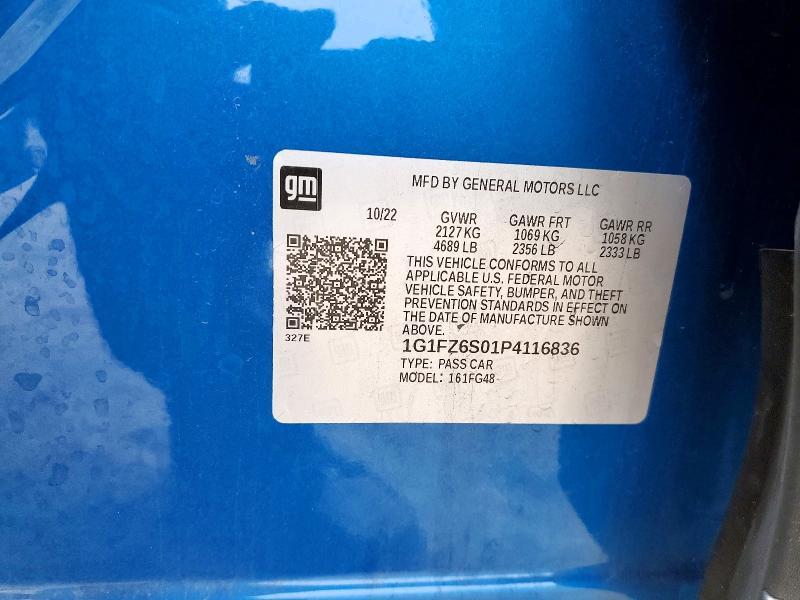 gm
MFD BY GENERAL MOTORS LLC
10/22 GVWR GAWR FRT GAWR RR
2127 KG 1069 KG 1058 KG
4689 LB 2356 LB 2333 LB
THIS VEHICLE CONFORMS TO ALL
APPLICABLE U.S. FEDERAL MOTOR
VEHICLE SAFETY, BUMPER, AND THEFT
PREVENTION STANDARDS IN EFFECT ON
THE DATE OF MANUFACTURE SHOWN
ABOVE.
327E
1G1FZ6S01P4116836
TYPE: PASS CAR
MODEL: 161FG48